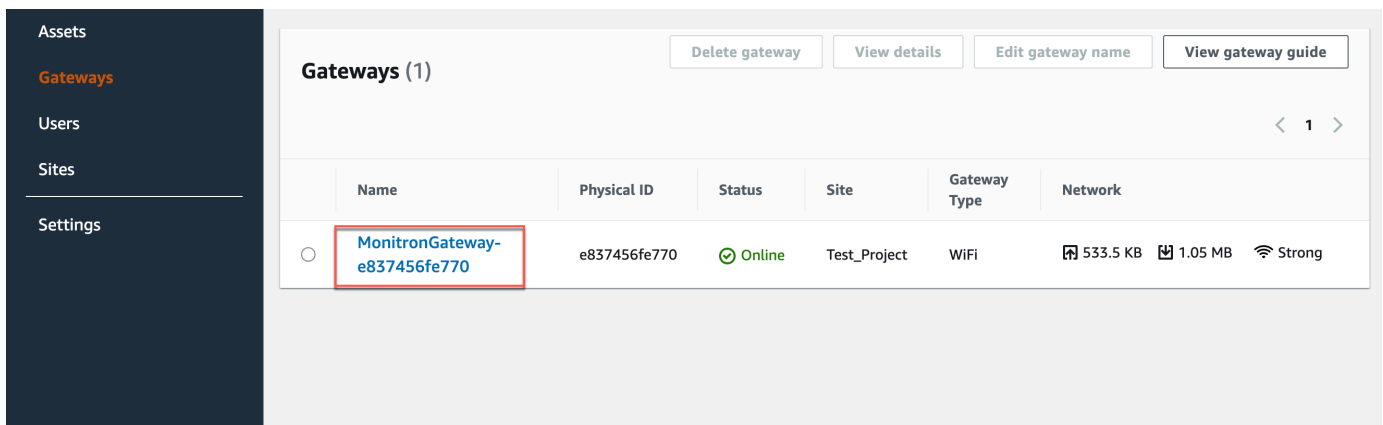 Assets
Gateways
Users
Sites
Settings
Gateways (1)
Delete gateway
View details
Edit gateway name
View gateway guide
1
Name
Physical ID
Status
Site
Gateway
Type
Network
MonitronGateway-
e837456fe770
e837456fe770
Online
Test_Project
WiFi
533.5 KB
1.05 MB
Strong